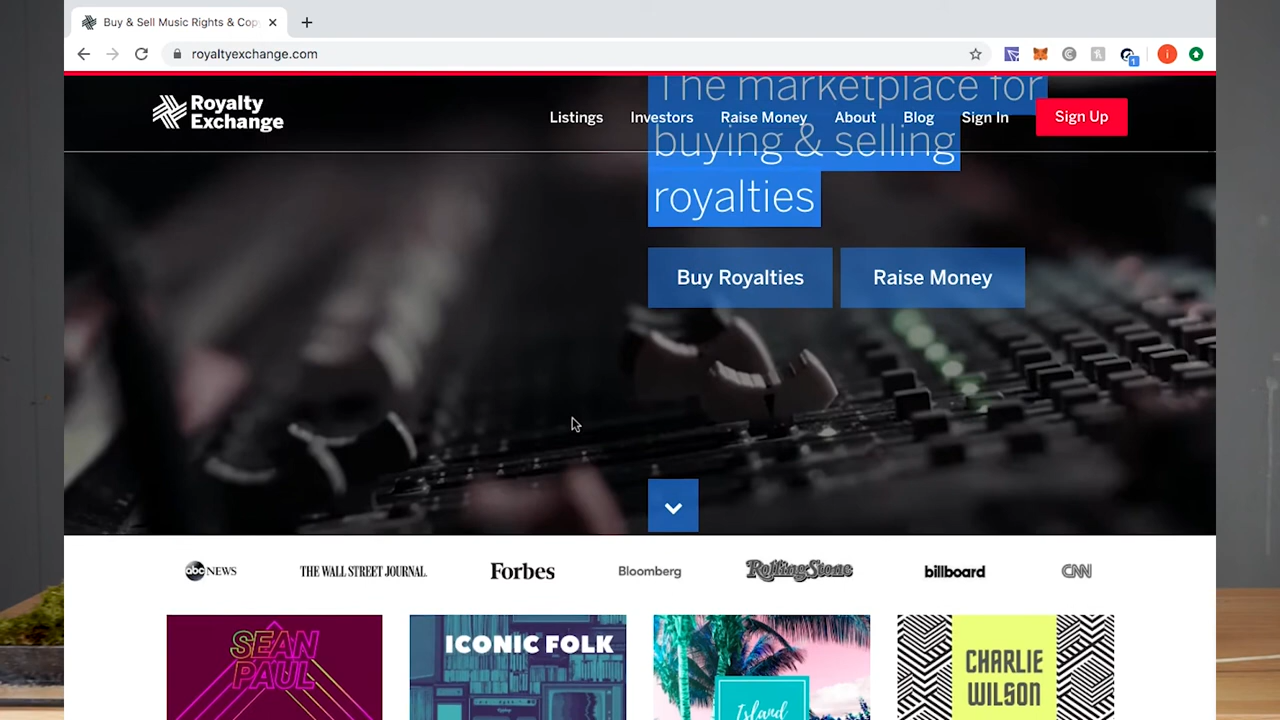 Buy & Sell Music Rights & Cop
royaltyexchange.com
1
i
Royalty
Exchange
Listings
Investors
Raise Money
About
Blog
Sign In
Sign Up
The marketplace for
buying & selling
royalties
Buy Royalties
Raise Money
abc NEWS
THE WALL STREET JOURNAL.
Forbes
Bloomberg
RollingStone
billboard
CNN
SEAN
PAUL
ICONIC FOLK
Island
CHARLIE
WILSON